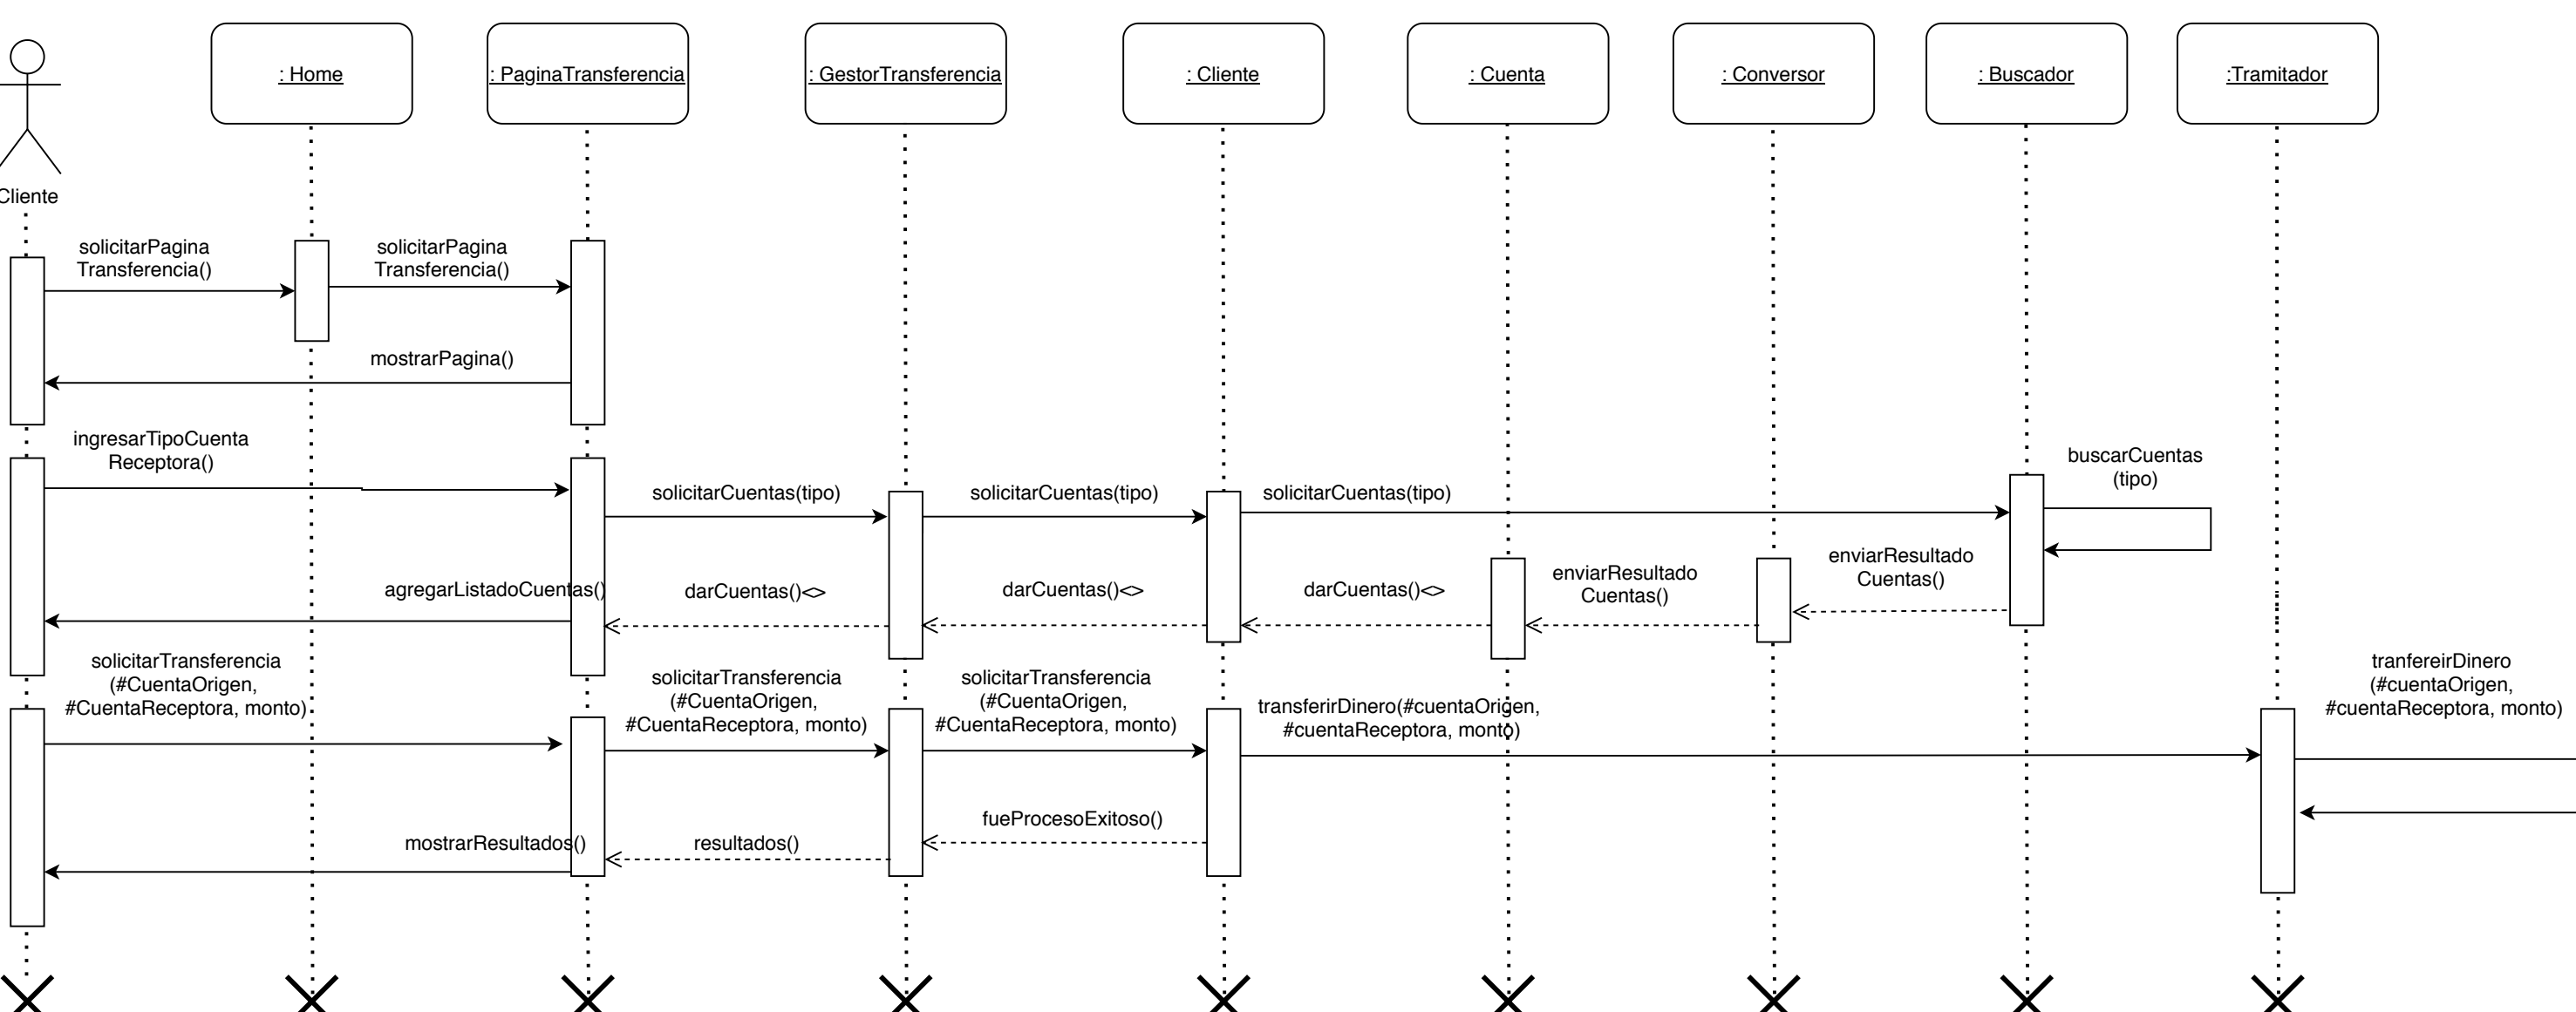 : Home
: PaginaTransferencia
: GestorTransferencia
: Cliente
: Cuenta
: Conversor
: Buscador
:Tramitador
Cliente
solicitarPagina
Transferencia()
solicitarPagina
Transferencia()
mostrarPagina()
ingresarTipoCuenta
Receptora()
solicitarCuentas(tipo)
solicitarCuentas(tipo)
solicitarCuentas(tipo)
buscarCuentas
(tipo)
agregarListadoCuentas()
darCuentas()<>
darCuentas()<>
darCuentas()<>
enviarResultado
Cuentas()
enviarResultado
Cuentas()
solicitarTransferencia
(#CuentaOrigen,
#CuentaReceptora, monto)
solicitarTransferencia
(#CuentaOrigen,
#CuentaReceptora, monto)
solicitarTransferencia
(#CuentaOrigen,
#CuentaReceptora, monto)
transferirDinero(#cuentaOrigen,
#cuentaReceptora, monto)
tranfereirDinero
(#cuentaOrigen,
#cuentaReceptora, monto)
mostrarResultados()
resultados()
fueProcesoExitoso()